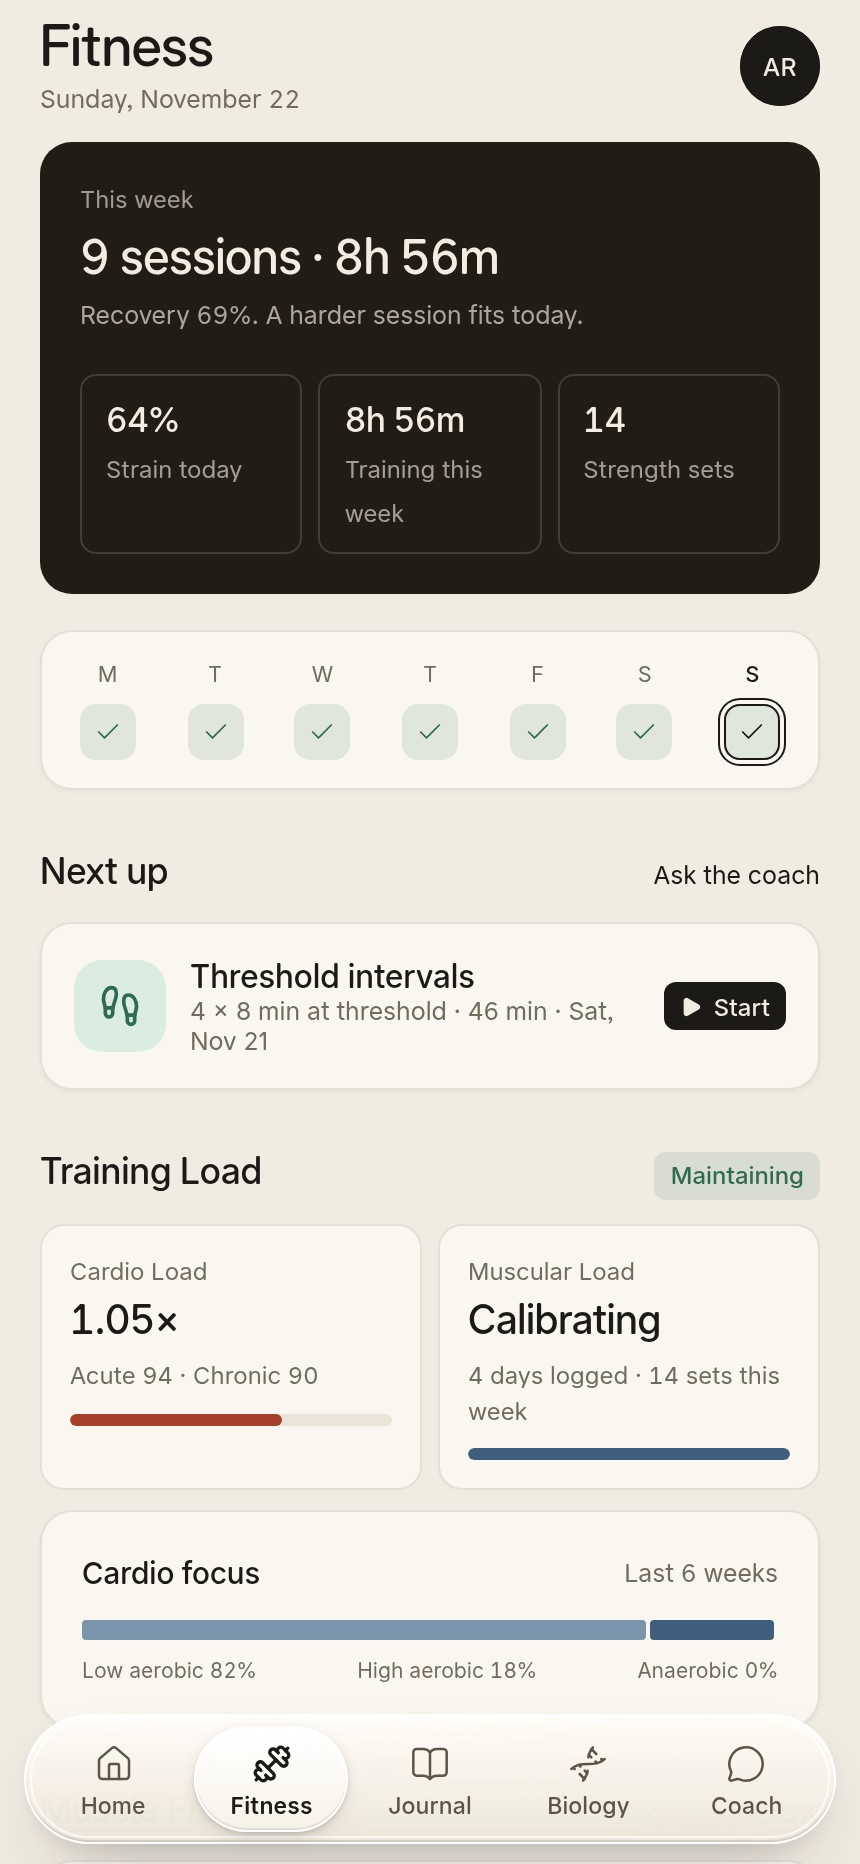 Fitness
AR
Sunday, November 22
This week
9 sessions · 8h 56m
Recovery 69%. A harder session fits today.
64%
Strain today
8h 56m
Training this
week
14
Strength sets
M T W T F S S
Next up
Ask the coach
Threshold intervals
4 × 8 min at threshold · 46 min · Sat,
Nov 21
Start
Training Load
Maintaining
Cardio Load
1.05×
Acute 94 · Chronic 90
Muscular Load
Calibrating
4 days logged · 14 sets this
week
Cardio focus
Last 6 weeks
Low aerobic 82% High aerobic 18% Anaerobic 0%
Home Fitness Journal Biology Coach